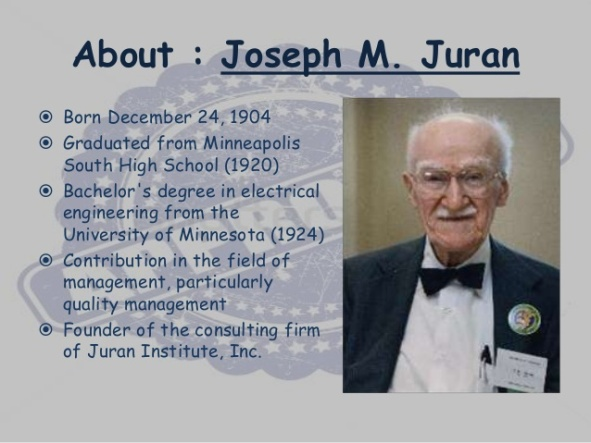 About : Joseph M. Juran
Born December 24, 1904
Graduated from Minneapolis
South High School (1920)
Bachelor's degree in electrical
engineering from the
University of Minnesota (1924)
Contribution in the field of
management, particularly
quality management
Founder of the consulting firm
of Juran Institute, Inc.